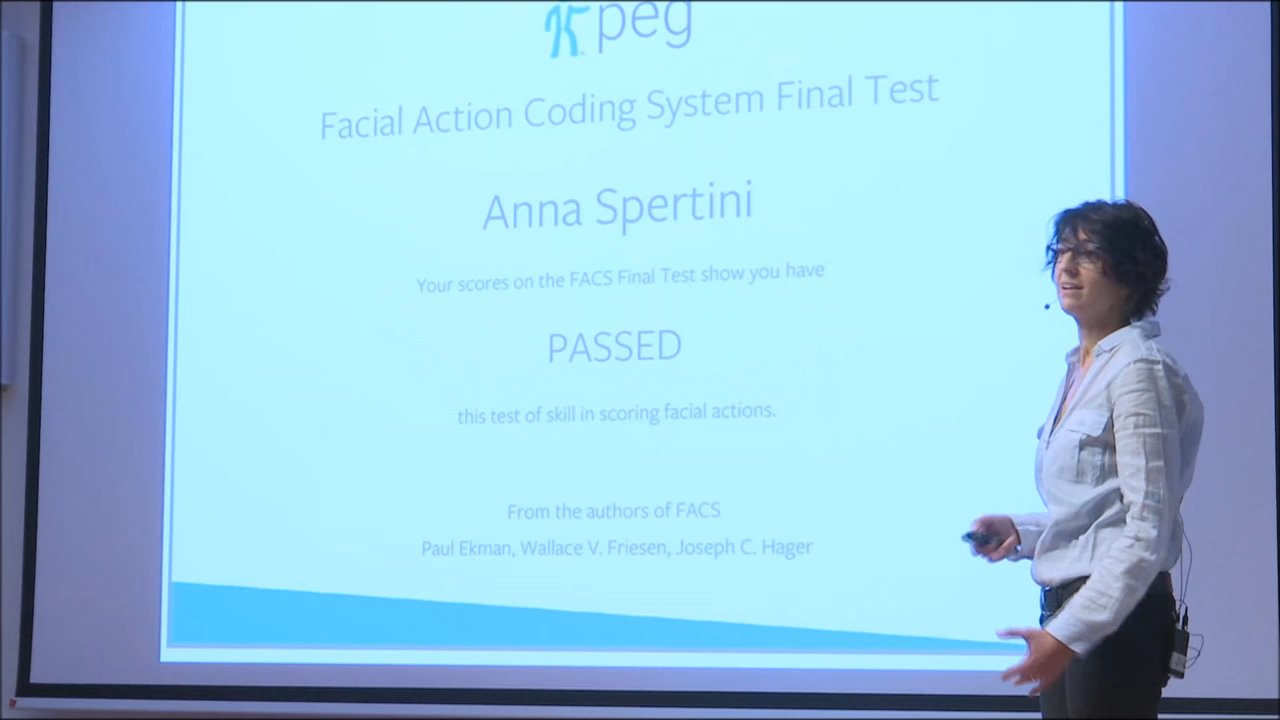 peg
Facial Action Coding System Final Test
Anna Spertini
Your scores on the FACS Final Test show you have
PASSED
this test of skill in scoring facial actions.
From the authors of FACS
Paul Ekman, Wallace V. Friesen, Joseph C. Hager